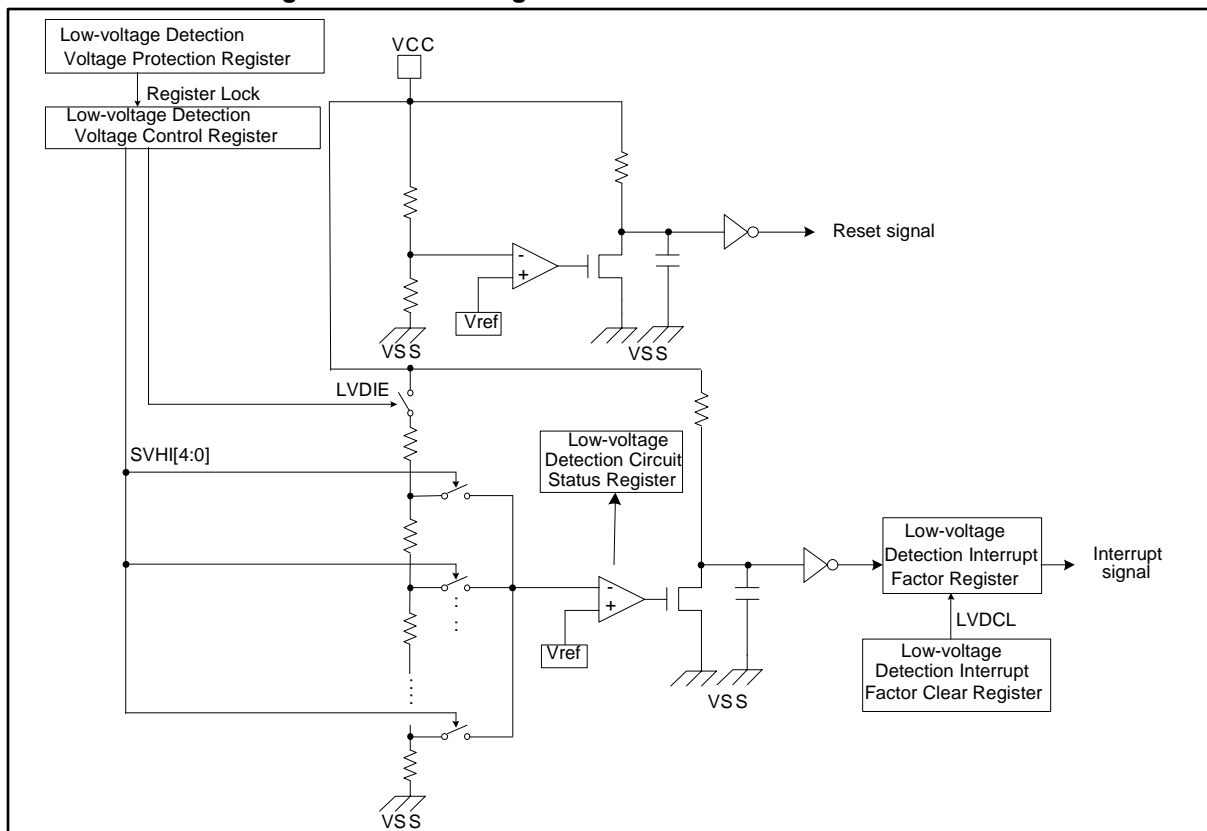 Low-voltage Detection
Voltage Protection Register
Register Lock
Low-voltage Detection
Voltage Control Register
VCC
Reset signal
-
+
Vref
VSS
VSS
LVDIE
SVHI[4:0]
Low-voltage
Detection Circuit
Status Register
-
+
Vref
VSS
Low-voltage
Detection Interrupt
Factor Register
Interrupt
signal
LVDCL
Low-voltage
Detection Interrupt
Factor Clear Register
VSS